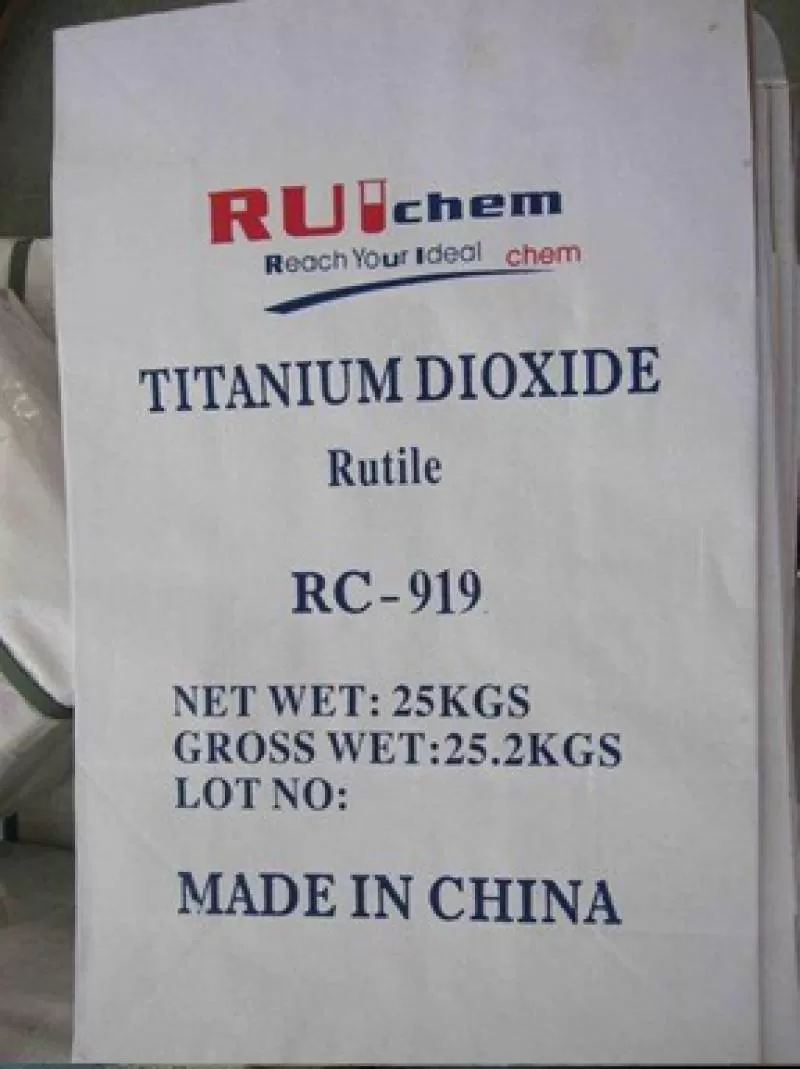 RUichem
Reach Your Ideal chem
TITANIUM DIOXIDE
Rutile
RC-919
NET WET: 25KGS
GROSS WET:25.2KGS
LOT NO:
MADE IN CHINA